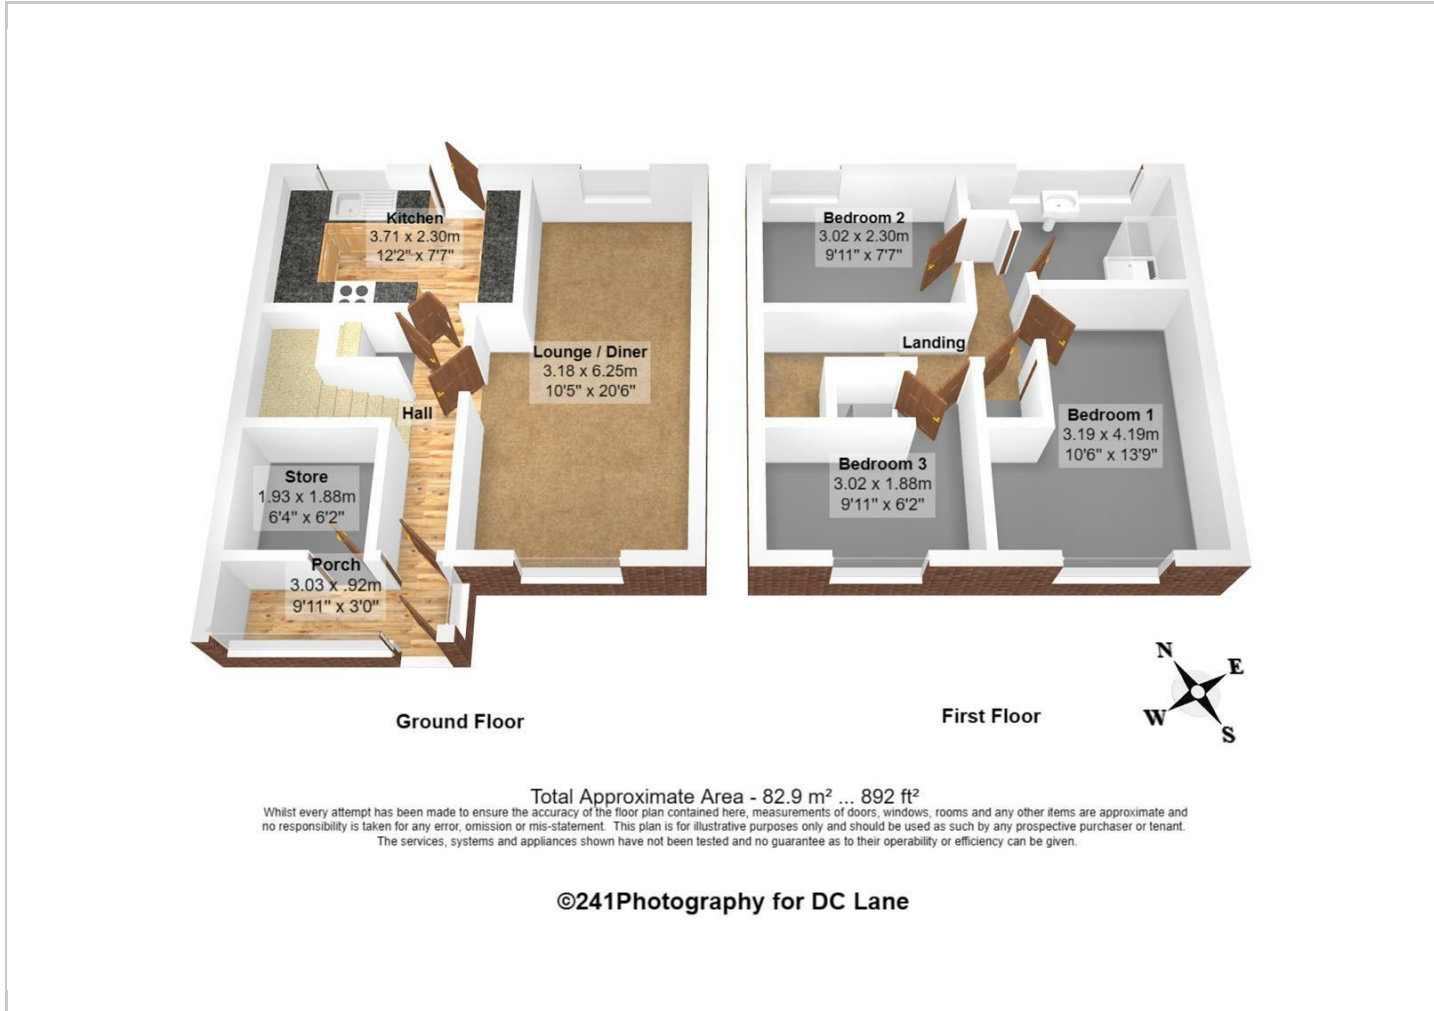 Kitchen
3.71 x 2.30m
12'2" x 7'7"
Lounge / Diner
3.18 x 6.25m
10'5" x 20'6"
Hall
Store
1.93 x 1.88m
6'4" x 6'2"
Porch
3.03 x .92m
9'11" x 3'0"
Ground Floor
Bedroom 2
3.02 x 2.30m
9'11" x 7'7"
Landing
Bedroom 1
3.19 x 4.19m
10'6" x 13'9"
Bedroom 3
3.02 x 1.88m
9'11" x 6'2"
First Floor
N
E
W
S
Total Approximate Area - 82.9 m² ... 892 ft²
Whilst every attempt has been made to ensure the accuracy of the floor plan contained here, measurements of doors, windows, rooms and any other items are approximate and
no responsibility is taken for any error, omission or mis-statement. This plan is for illustrative purposes only and should be used as such by any prospective purchaser or tenant.
The services, systems and appliances shown have not been tested and no guarantee as to their operability or efficiency can be given.
©241Photography for DC Lane